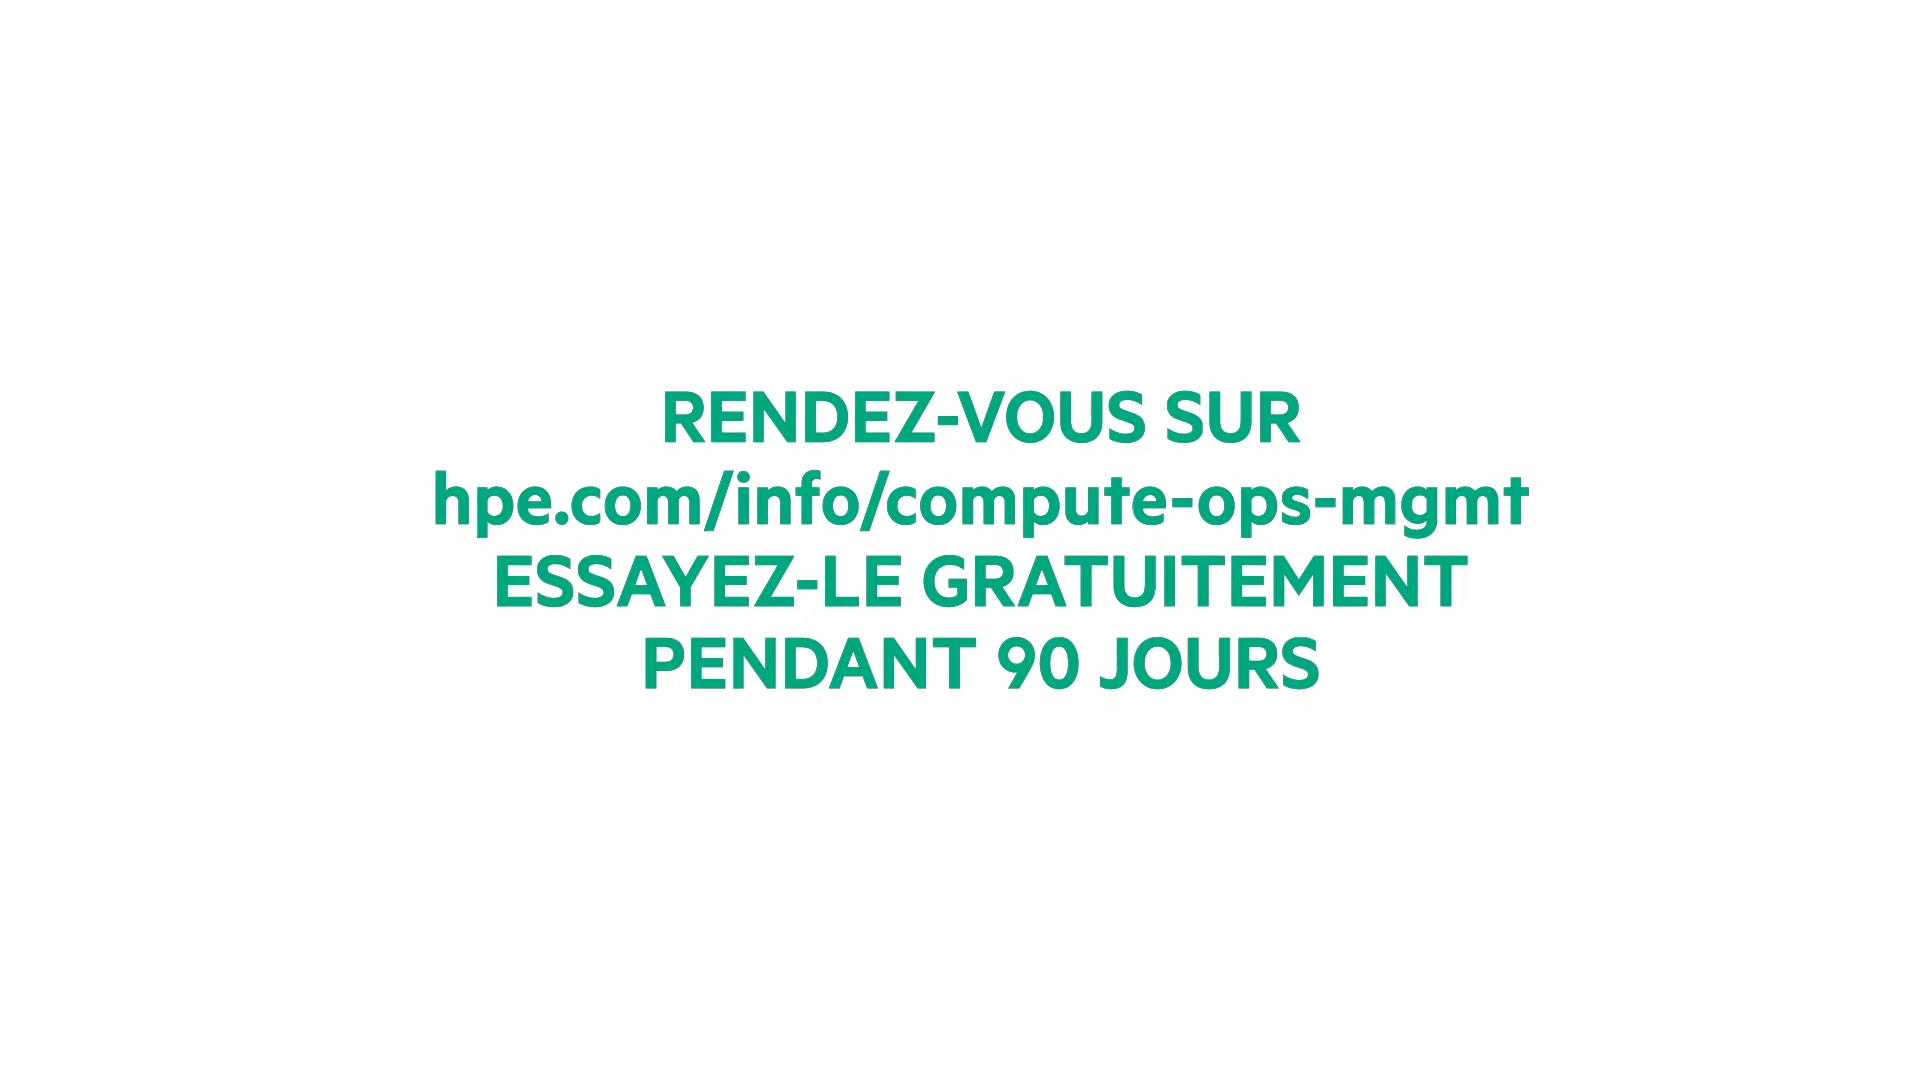 RENDEZ-VOUS SUR
hpe.com/info/compute-ops-mgmt
ESSAYEZ-LE GRATUITEMENT
PENDANT 90 JOURS